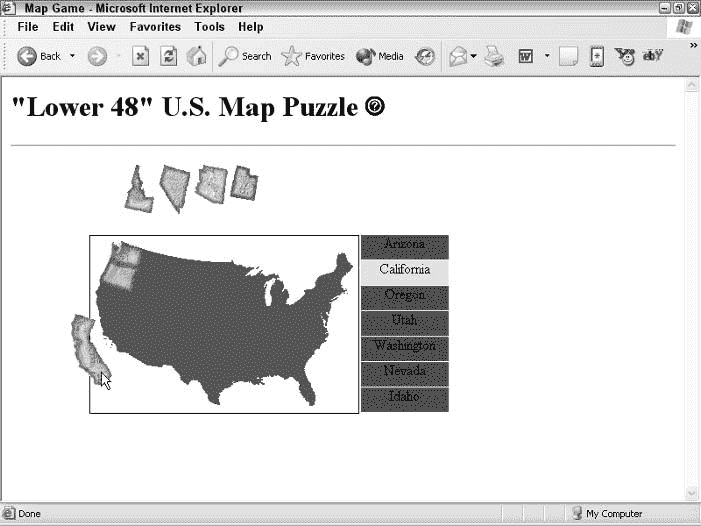 Map Game - Microsoft Internet Explorer
File Edit View Favorites Tools Help
Back Search Favorites Media W »
"Lower 48" U.S. Map Puzzle ?
Arizona
California
Oregon
Utah
Washington
Nevada
Idaho
Done My Computer